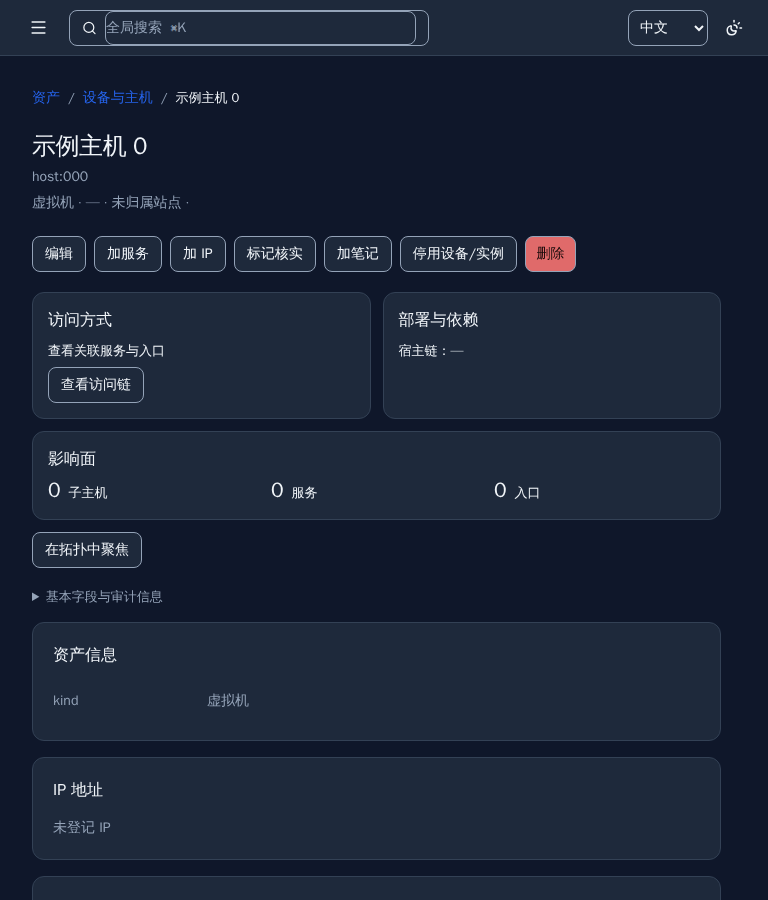 全局搜索 ⌘K
中文
资产 / 设备与主机 / 示例主机 0
示例主机 0
host:000
虚拟机 · — · 未归属站点 ·
编辑 加服务 加 IP 标记核实 加笔记 停用设备/实例 删除
访问方式
查看关联服务与入口
查看访问链
部署与依赖
宿主链：—
影响面
0 子主机 0 服务 0 入口
在拓扑中聚焦
基本字段与审计信息
资产信息
kind 虚拟机
IP 地址
未登记 IP